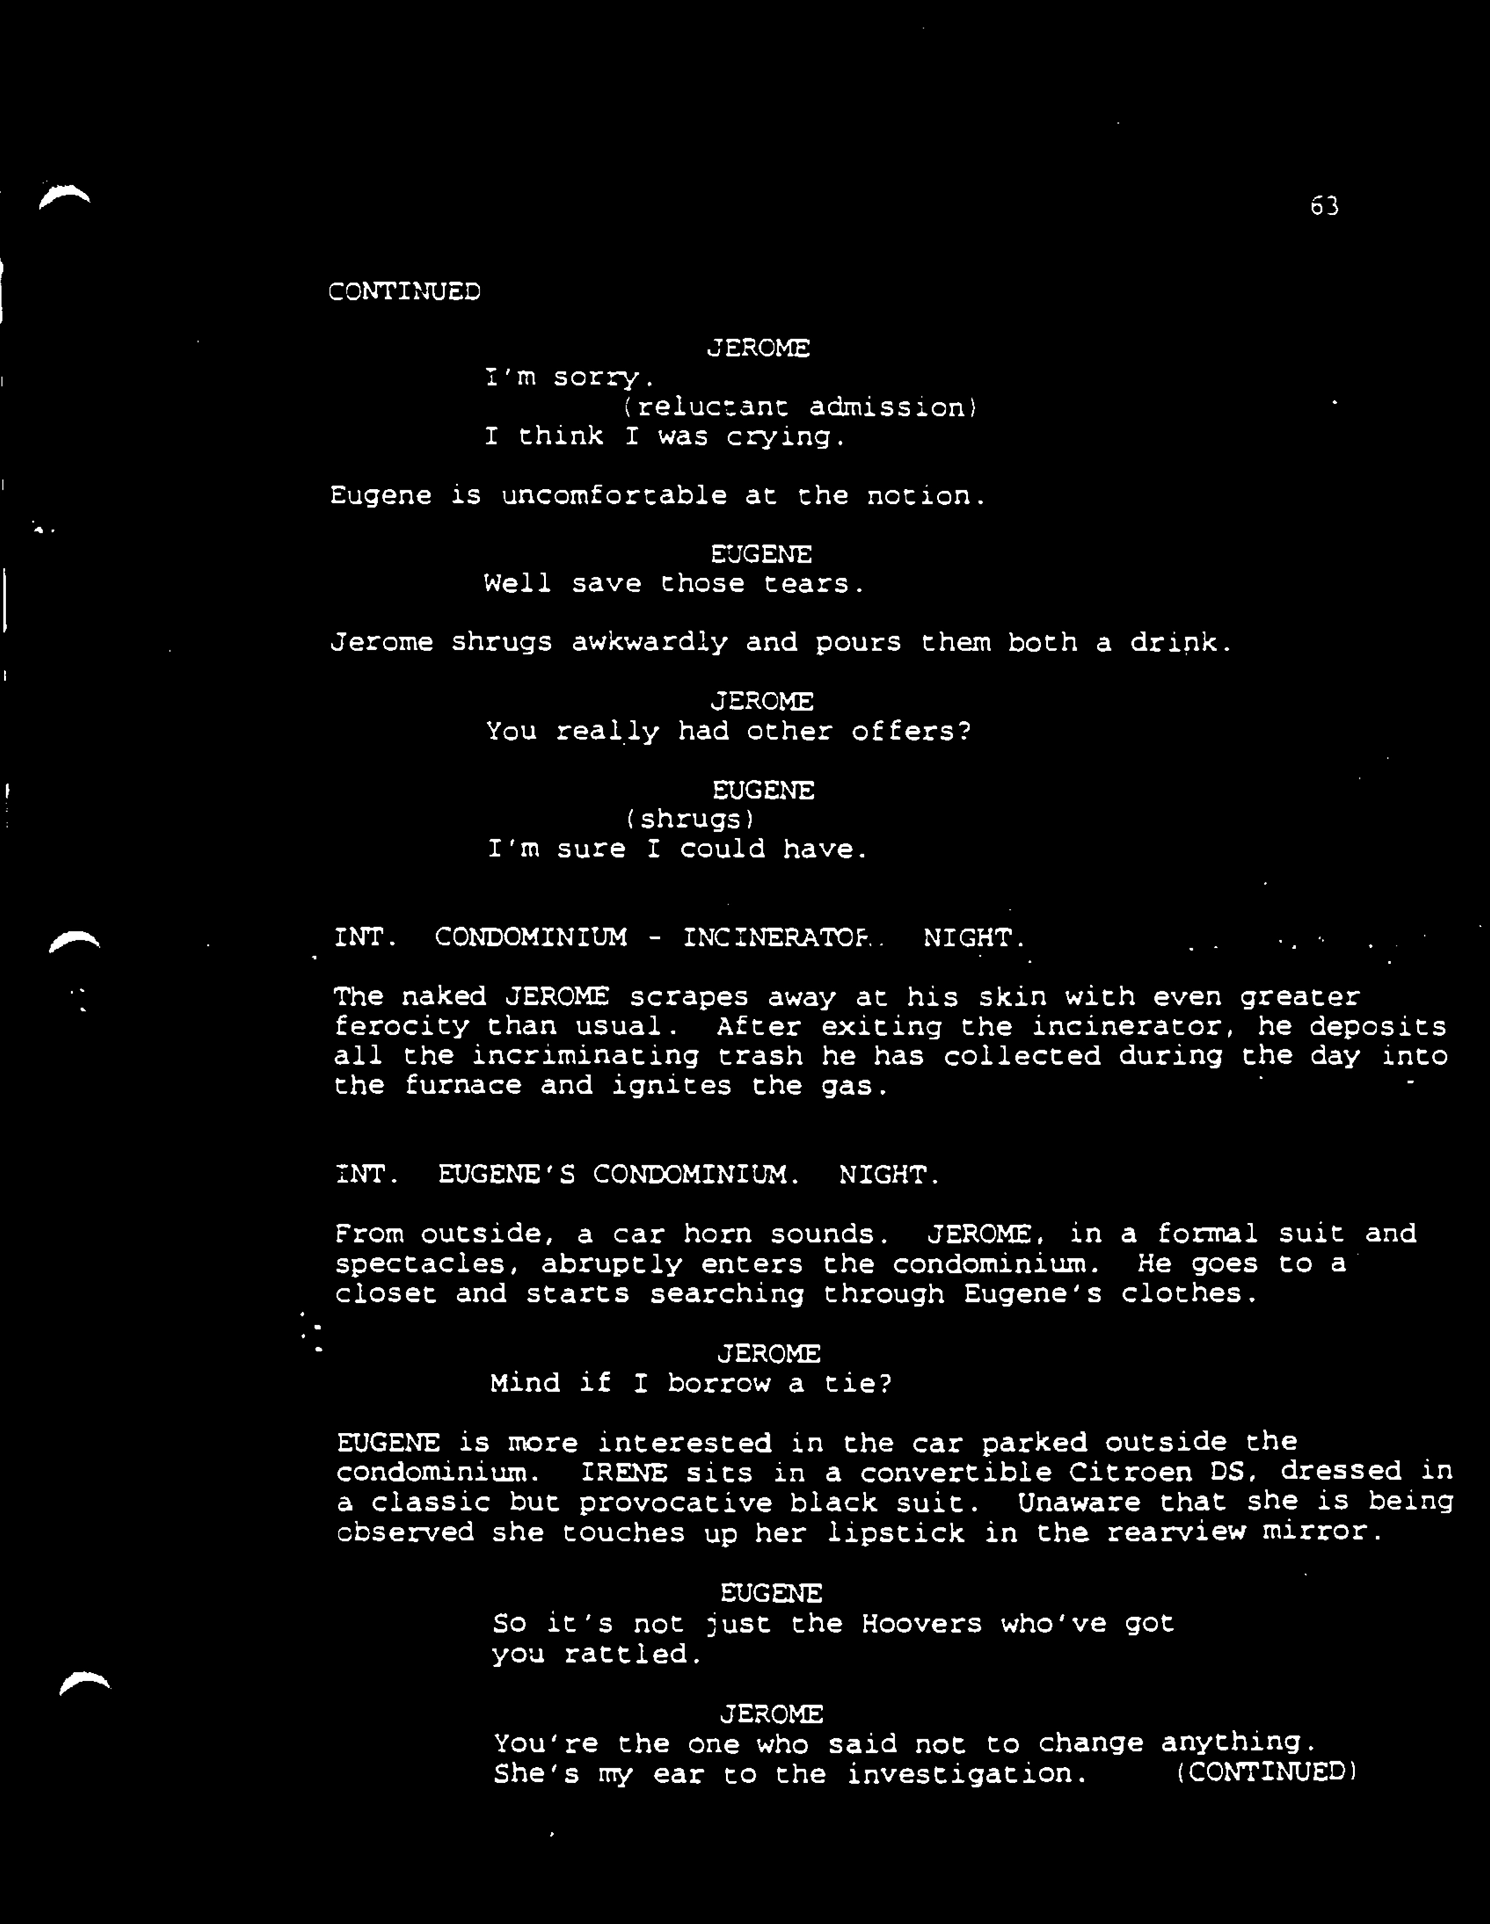 63
CONTINUED
JEROME
I'm sorry.
(reluctant admission)
I think I was crying.
Eugene is uncomfortable at the notion.
EUGENE
Well save those tears.
Jerome shrugs awkwardly and pours them both a drink.
JEROME
You really had other offers?
EUGENE
(shrugs)
I'm sure I could have.
INT. CONDOMINIUM - INCINERATOR. NIGHT.
The naked JEROME scrapes away at his skin with even greater
ferocity than usual. After exiting the incinerator, he deposits
all the incriminating trash he has collected during the day into
the furnace and ignites the gas.
INT. EUGENE'S CONDOMINIUM. NIGHT.
From outside, a car horn sounds. JEROME, in a formal suit and
spectacles, abruptly enters the condominium. He goes to a
closet and starts searching through Eugene's clothes.
JEROME
Mind if I borrow a tie?
EUGENE is more interested in the car parked outside the
condominium. IRENE sits in a convertible Citroen DS, dressed in
a classic but provocative black suit. Unaware that she is being
observed she touches up her lipstick in the rearview mirror.
EUGENE
So it's not just the Hoovers who've got
you rattled.
JEROME
You're the one who said not to change anything.
She's my ear to the investigation. (CONTINUED)